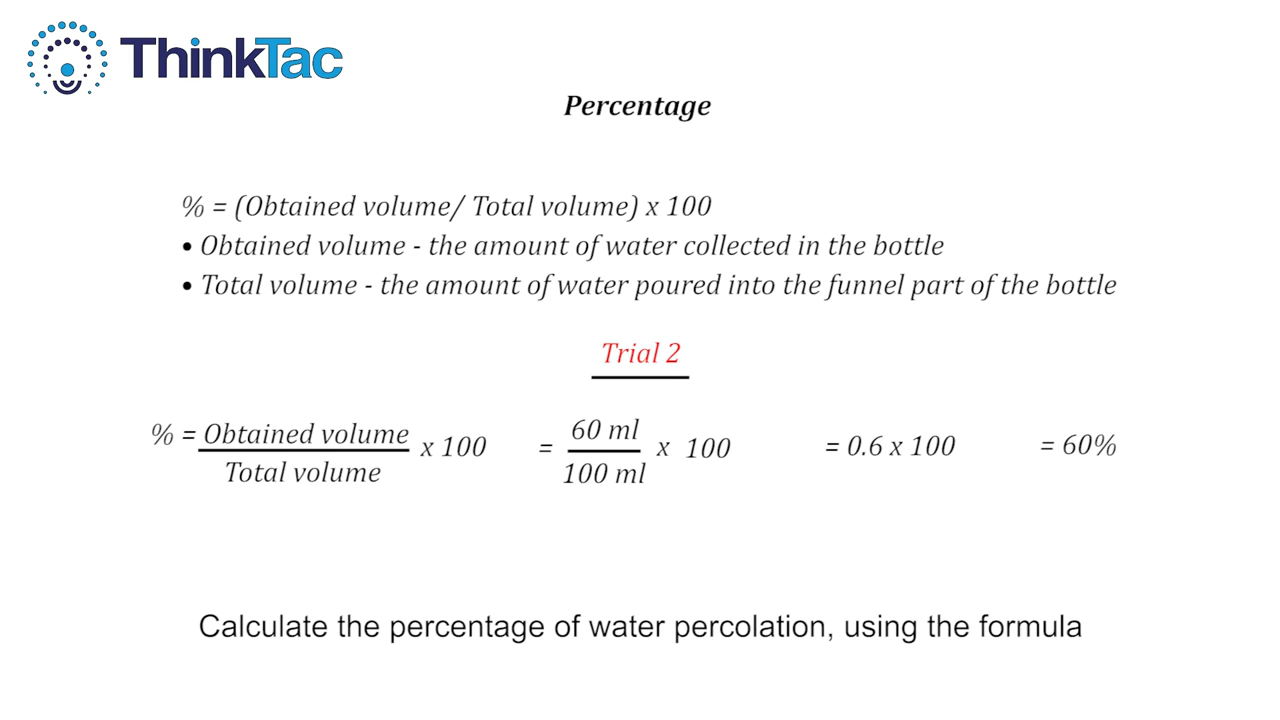 ThinkTac
Percentage
% = (Obtained volume/ Total volume) x 100
• Obtained volume - the amount of water collected in the bottle
• Total volume - the amount of water poured into the funnel part of the bottle
Trial 2
% = Obtained volume / Total volume x 100 = 60 ml / 100 ml x 100 = 0.6 x 100 = 60%
Calculate the percentage of water percolation, using the formula